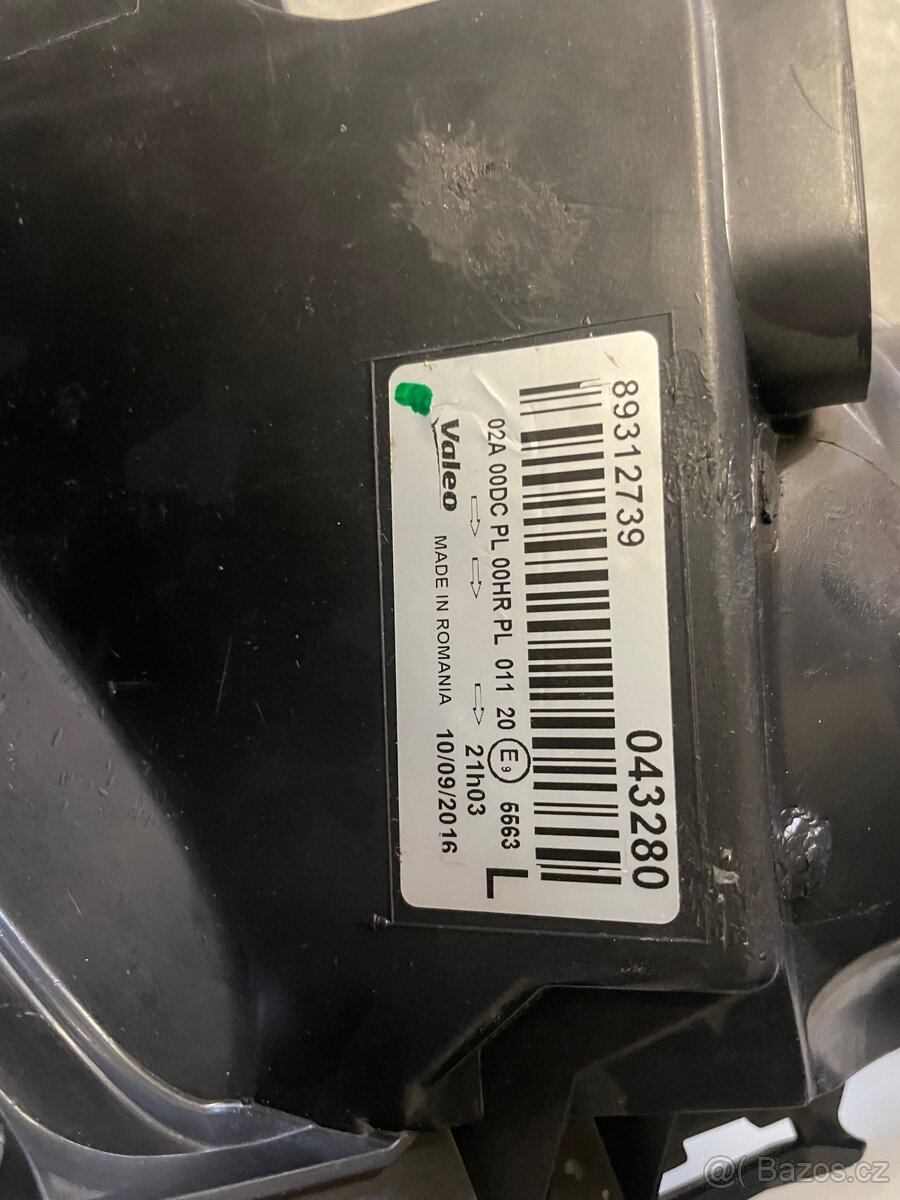 89312739 043280
02A 00DC PL 00HR PL 011 20 E9 5563 L
21h03
Valeo MADE IN ROMANIA 10/09/2016
@( Bazos.cz